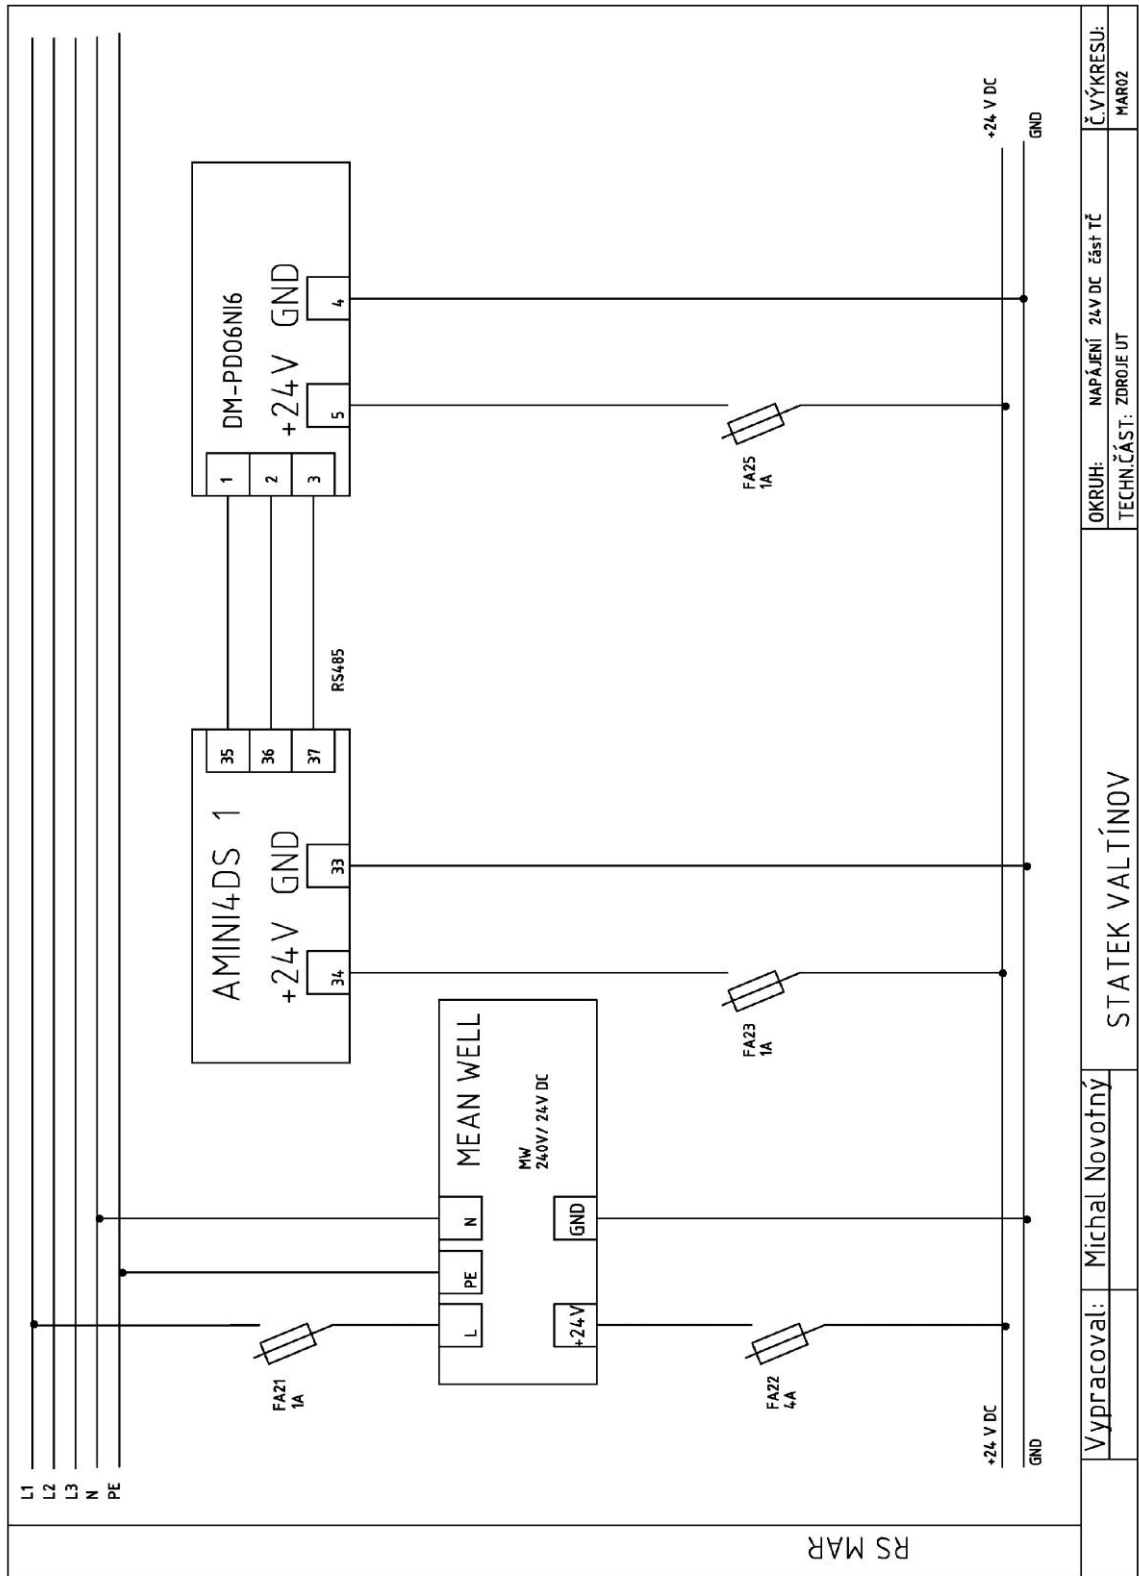 L1
L2
L3
N
PE
FA21
1A
L
PE
N
MEAN WELL
MW
240V/ 24V DC
+24V
GND
FA22
4A
AMINI4DS 1
+24V GND
34
33
35
36
37
RS485
FA23
1A
DM-PDO6NI6
+24V GND
5
4
1
2
3
FA25
1A
+24 V DC
GND
+24 V DC
GND
RS MAR
Vypracoval:
Michal Novotný
STATEK VALTÍNOV
OKRUH: NAPÁJENÍ 24V DC část TČ
TECHN.ČÁST: ZDROJE UT
Č.VÝKRESU:
MAR02